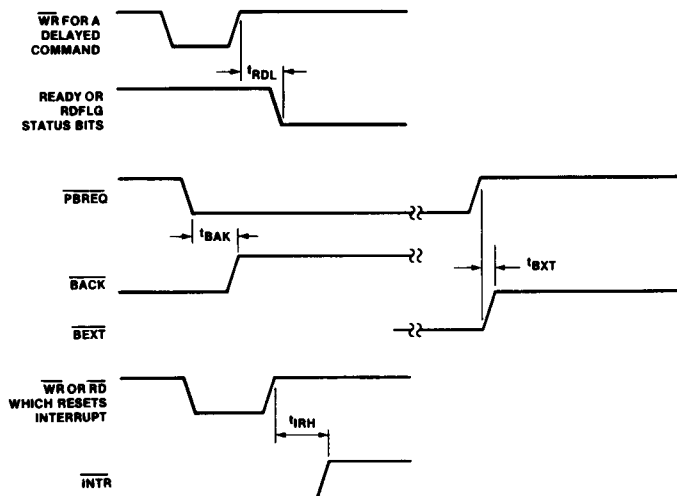 WR FOR A
DELAYED
COMMAND
tRDL
READY OR
RDFLG
STATUS BITS
PBREQ
tBAK
BACK
tBXT
BEXT
WR OR RD
WHICH RESETS
INTERRUPT
tIRH
INTR